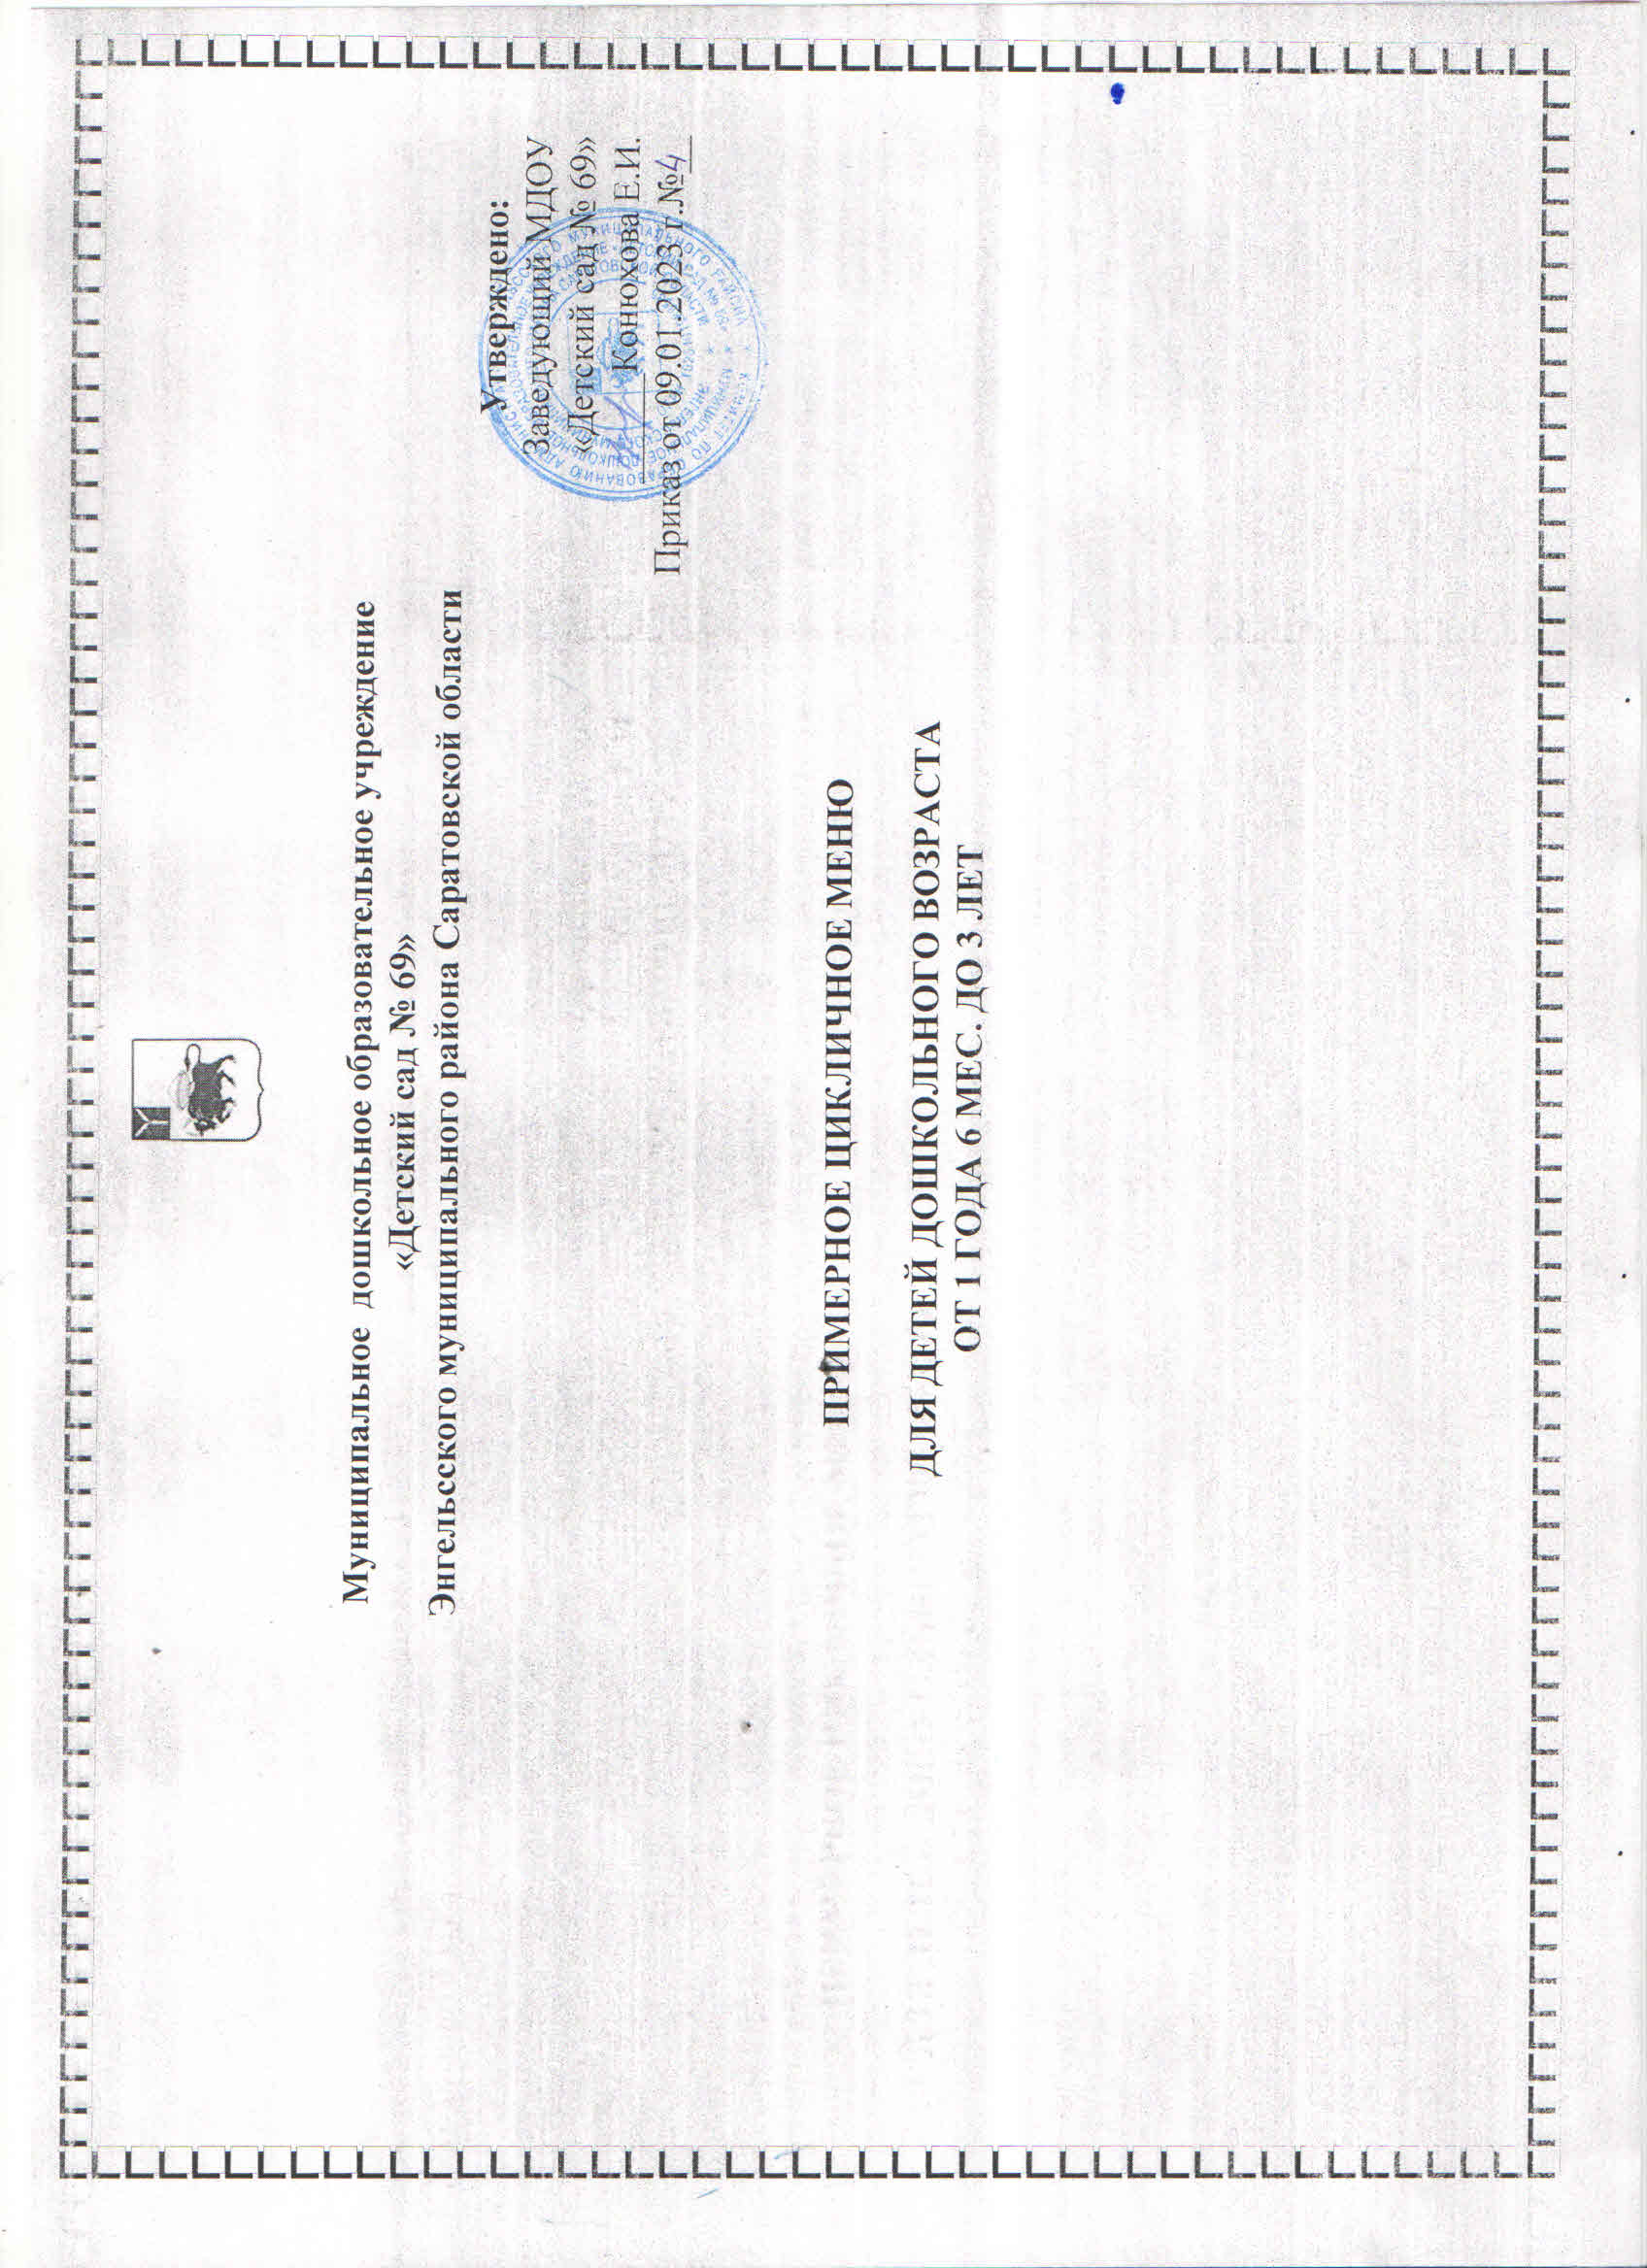 Муниципальное дошкольное образовательное учреждение
«Детский сад № 69»
Энгельсского муниципального района Саратовской области
Утверждено:
Заведующий МДОУ
«Детский сад № 69»
Конюхова Е.И.
Приказ от 09.01.2023 г.№4
ПРИМЕРНОЕ ЦИКЛИЧНОЕ МЕНЮ
ДЛЯ ДЕТЕЙ ДОШКОЛЬНОГО ВОЗРАСТА
ОТ 1 ГОДА 6 МЕС. ДО 3 ЛЕТ